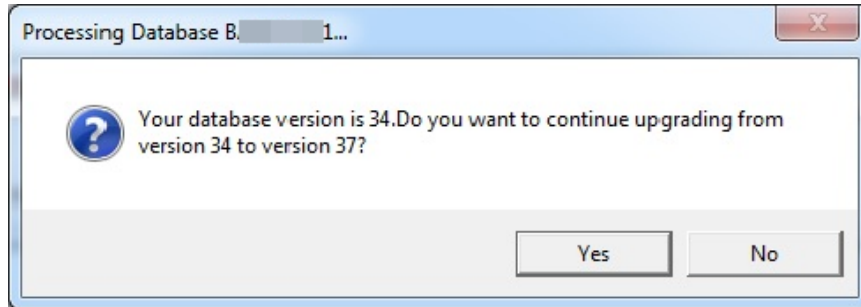 Processing Database B. 1...
Your database version is 34.Do you want to continue upgrading from
version 34 to version 37?
Yes
No